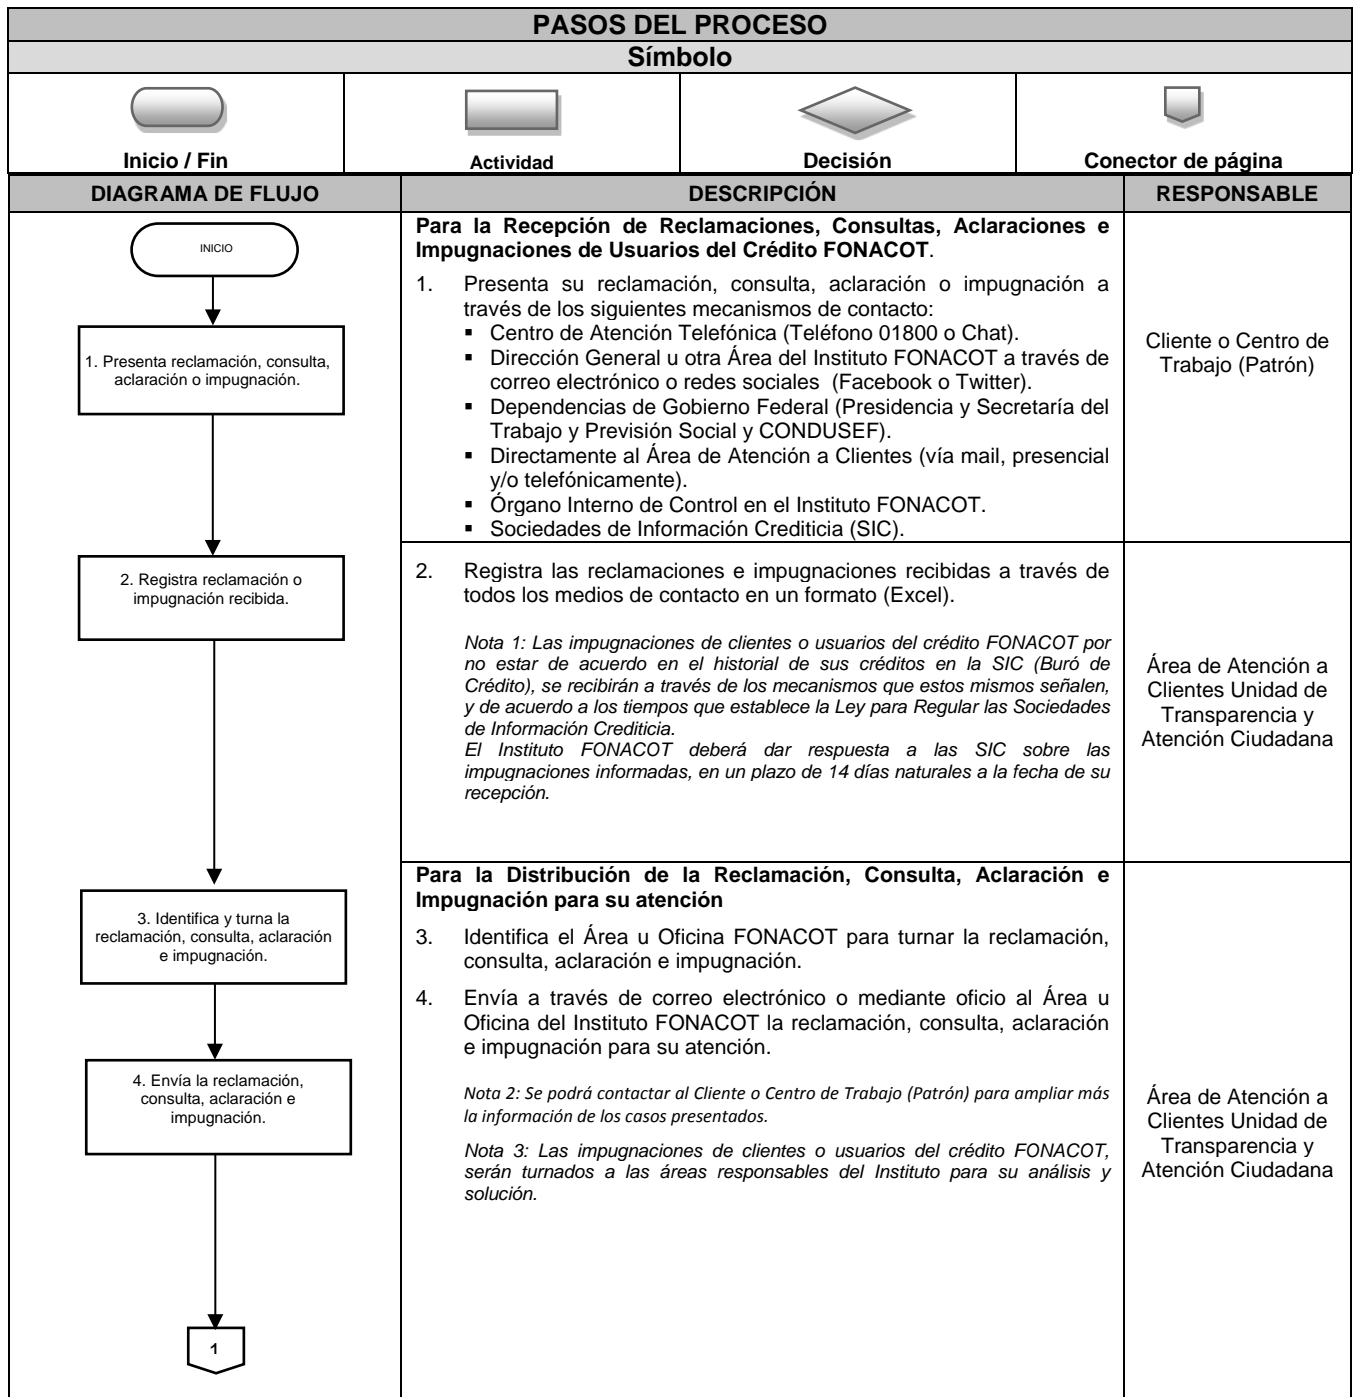 PASOS DEL PROCESO
Símbolo
Inicio / Fin
Actividad
Decisión
Conector de página
DIAGRAMA DE FLUJO
DESCRIPCIÓN
RESPONSABLE
INICIO
1. Presenta reclamación, consulta,
aclaración o impugnación.
Para la Recepción de Reclamaciones, Consultas, Aclaraciones e
Impugnaciones de Usuarios del Crédito FONACOT.
1. Presenta su reclamación, consulta, aclaración o impugnación a
través de los siguientes mecanismos de contacto:
▪ Centro de Atención Telefónica (Teléfono 01800 o Chat).
▪ Dirección General u otra Área del Instituto FONACOT a través de
correo electrónico o redes sociales (Facebook o Twitter).
▪ Dependencias de Gobierno Federal (Presidencia y Secretaría del
Trabajo y Previsión Social y CONDUSEF).
▪ Directamente al Área de Atención a Clientes (vía mail, presencial
y/o telefónicamente).
▪ Órgano Interno de Control en el Instituto FONACOT.
▪ Sociedades de Información Crediticia (SIC).
Cliente o Centro de
Trabajo (Patrón)
2. Registra reclamación o
impugnación recibida.
2. Registra las reclamaciones e impugnaciones recibidas a través de
todos los medios de contacto en un formato (Excel).
Nota 1: Las impugnaciones de clientes o usuarios del crédito FONACOT por
no estar de acuerdo en el historial de sus créditos en la SIC (Buró de
Crédito), se recibirán a través de los mecanismos que estos mismos señalen,
y de acuerdo a los tiempos que establece la Ley para Regular las Sociedades
de Información Crediticia.
El Instituto FONACOT deberá dar respuesta a las SIC sobre las
impugnaciones informadas, en un plazo de 14 días naturales a la fecha de su
recepción.
Área de Atención a
Clientes Unidad de
Transparencia y
Atención Ciudadana
3. Identifica y turna la
reclamación, consulta, aclaración
e impugnación.
4. Envía la reclamación,
consulta, aclaración e
impugnación.
1
Para la Distribución de la Reclamación, Consulta, Aclaración e
Impugnación para su atención
3. Identifica el Área u Oficina FONACOT para turnar la reclamación,
consulta, aclaración e impugnación.
4. Envía a través de correo electrónico o mediante oficio al Área u
Oficina del Instituto FONACOT la reclamación, consulta, aclaración
e impugnación para su atención.
Nota 2: Se podrá contactar al Cliente o Centro de Trabajo (Patrón) para ampliar más
la información de los casos presentados.
Nota 3: Las impugnaciones de clientes o usuarios del crédito FONACOT,
serán turnados a las áreas responsables del Instituto para su análisis y
solución.
Área de Atención a
Clientes Unidad de
Transparencia y
Atención Ciudadana